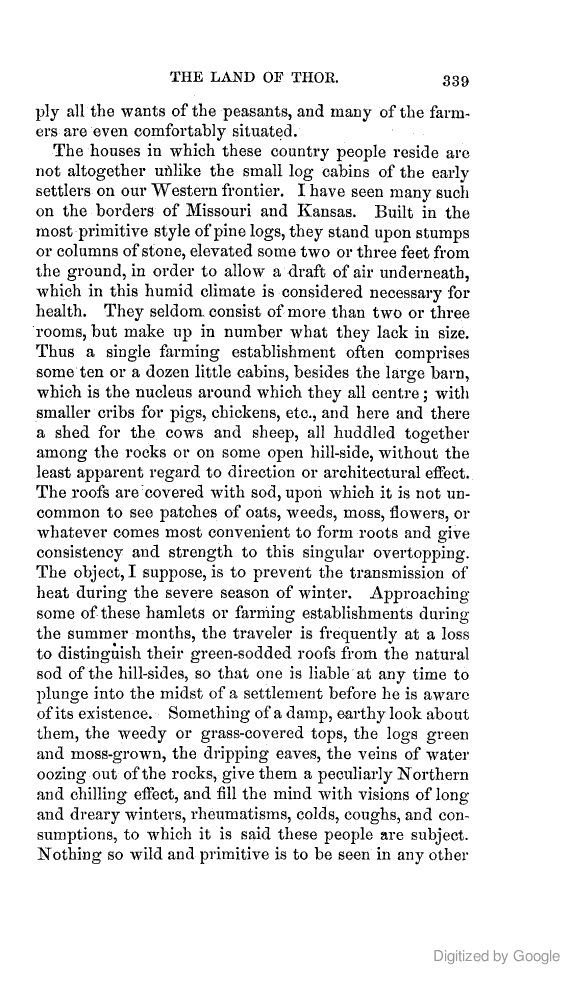 THE LAND OF THOR. 339
ply all the wants of the peasants, and many of the farm-
ers are even comfortably situated.
The houses in which these country people reside are
not altogether unlike the small log cabins of the early
settlers on our Western frontier. I have seen many such
on the borders of Missouri and Kansas. Built in the
most primitive style of pine logs, they stand upon stumps
or columns of stone, elevated some two or three feet from
the ground, in order to allow a draft of air underneath,
which in this humid climate is considered necessary for
health. They seldom consist of more than two or three
rooms, but make up in number what they lack in size.
Thus a single farming establishment often comprises
some ten or a dozen little cabins, besides the large barn,
which is the nucleus around which they all centre; with
smaller cribs for pigs, chickens, etc., and here and there
a shed for the cows and sheep, all huddled together
among the rocks or on some open hill-side, without the
least apparent regard to direction or architectural effect.
The roofs are covered with sod, upon which it is not un-
common to see patches of oats, weeds, moss, flowers, or
whatever comes most convenient to form roots and give
consistency and strength to this singular overtopping.
The object, I suppose, is to prevent the transmission of
heat during the severe season of winter. Approaching
some of these hamlets or farming establishments during
the summer months, the traveler is frequently at a loss
to distinguish their green-sodded roofs from the natural
sod of the hill-sides, so that one is liable at any time to
plunge into the midst of a settlement before he is aware
of its existence. Something of a damp, earthy look about
them, the weedy or grass-covered tops, the logs green
and moss-grown, the dripping eaves, the veins of water
oozing out of the rocks, give them a peculiarly Northern
and chilling effect, and fill the mind with visions of long
and dreary winters, rheumatisms, colds, coughs, and con-
sumptions, to which it is said these people are subject.
Nothing so wild and primitive is to be seen in any other
Digitized by Google